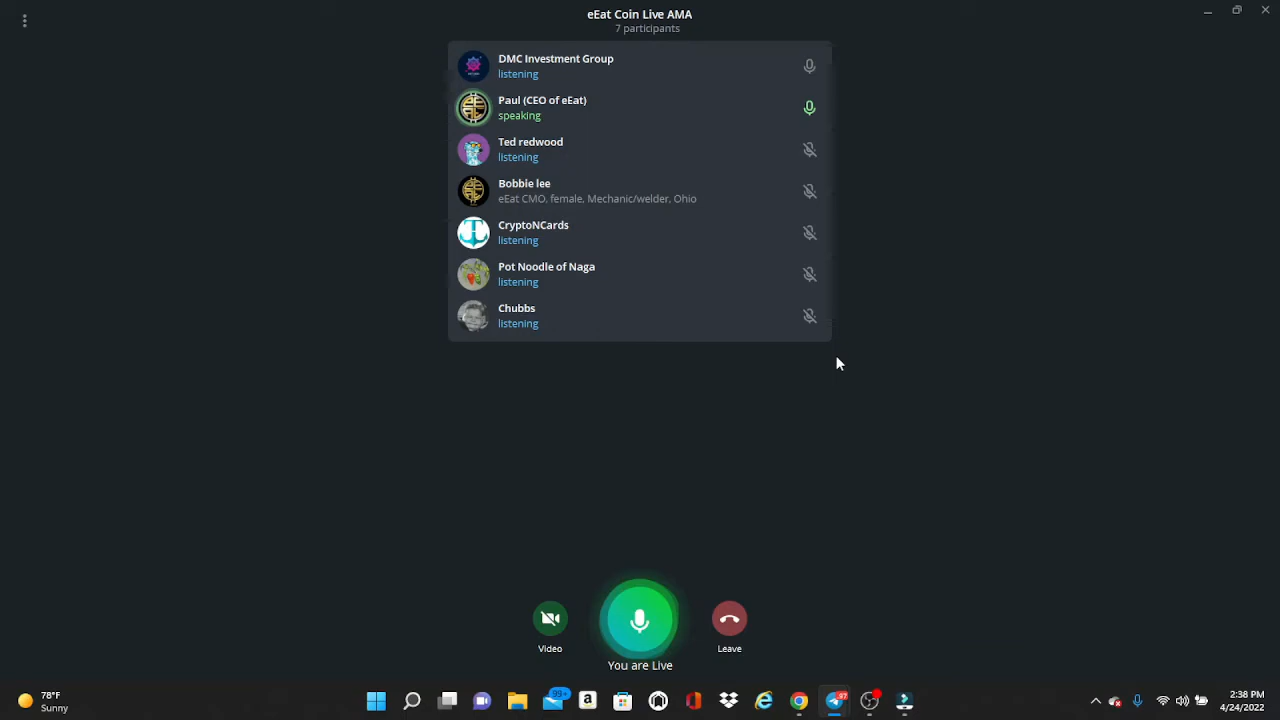 eEat Coin Live AMA
7 participants
DMC Investment Group
listening
Paul (CEO of eEat)
speaking
Ted redwood
listening
Bobbie lee
eEat CMO, female, Mechanic/welder, Ohio
CryptoNCards
listening
Pot Noodle of Naga
listening
Chubbs
listening
Video
Leave
You are Live
78°F
Sunny
99+
a
37
2:38 PM
4/24/2022